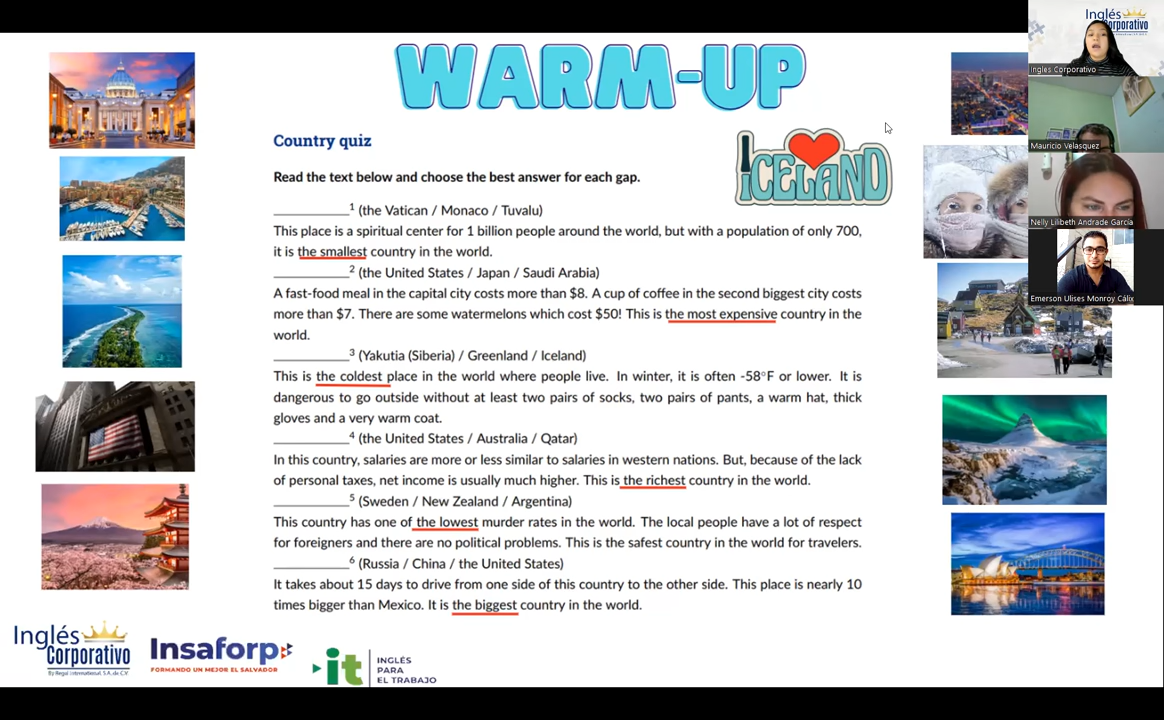 WARM-UP
Country quiz
I ICELAND
Read the text below and choose the best answer for each gap.
__________¹ (the Vatican / Monaco / Tuvalu)
This place is a spiritual center for 1 billion people around the world, but with a population of only 700,
it is the smallest country in the world.
__________² (the United States / Japan / Saudi Arabia)
A fast-food meal in the capital city costs more than $8. A cup of coffee in the second biggest city costs
more than $7. There are some watermelons which cost $50! This is the most expensive country in the
world.
__________³ (Yakutia (Siberia) / Greenland / Iceland)
This is the coldest place in the world where people live. In winter, it is often -58°F or lower. It is
dangerous to go outside without at least two pairs of socks, two pairs of pants, a warm hat, thick
gloves and a very warm coat.
__________⁴ (the United States / Australia / Qatar)
In this country, salaries are more or less similar to salaries in western nations. But, because of the lack
of personal taxes, net income is usually much higher. This is the richest country in the world.
__________⁵ (Sweden / New Zealand / Argentina)
This country has one of the lowest murder rates in the world. The local people have a lot of respect
for foreigners and there are no political problems. This is the safest country in the world for travelers.
__________⁶ (Russia / China / the United States)
It takes about 15 days to drive from one side of this country to the other side. This place is nearly 10
times bigger than Mexico. It is the biggest country in the world.
Inglés
Corporativo
By Regal International, S.A. de C.V.
Insaforp
FORMANDO UN MEJOR EL SALVADOR
it
INGLÉS
PARA
EL TRABAJO
Inglés
Corporativo
Ingles Corporativo
Mauricio Velasquez
Nelly Lilibeth Andrade García
Emerson Ulises Monroy Cálix